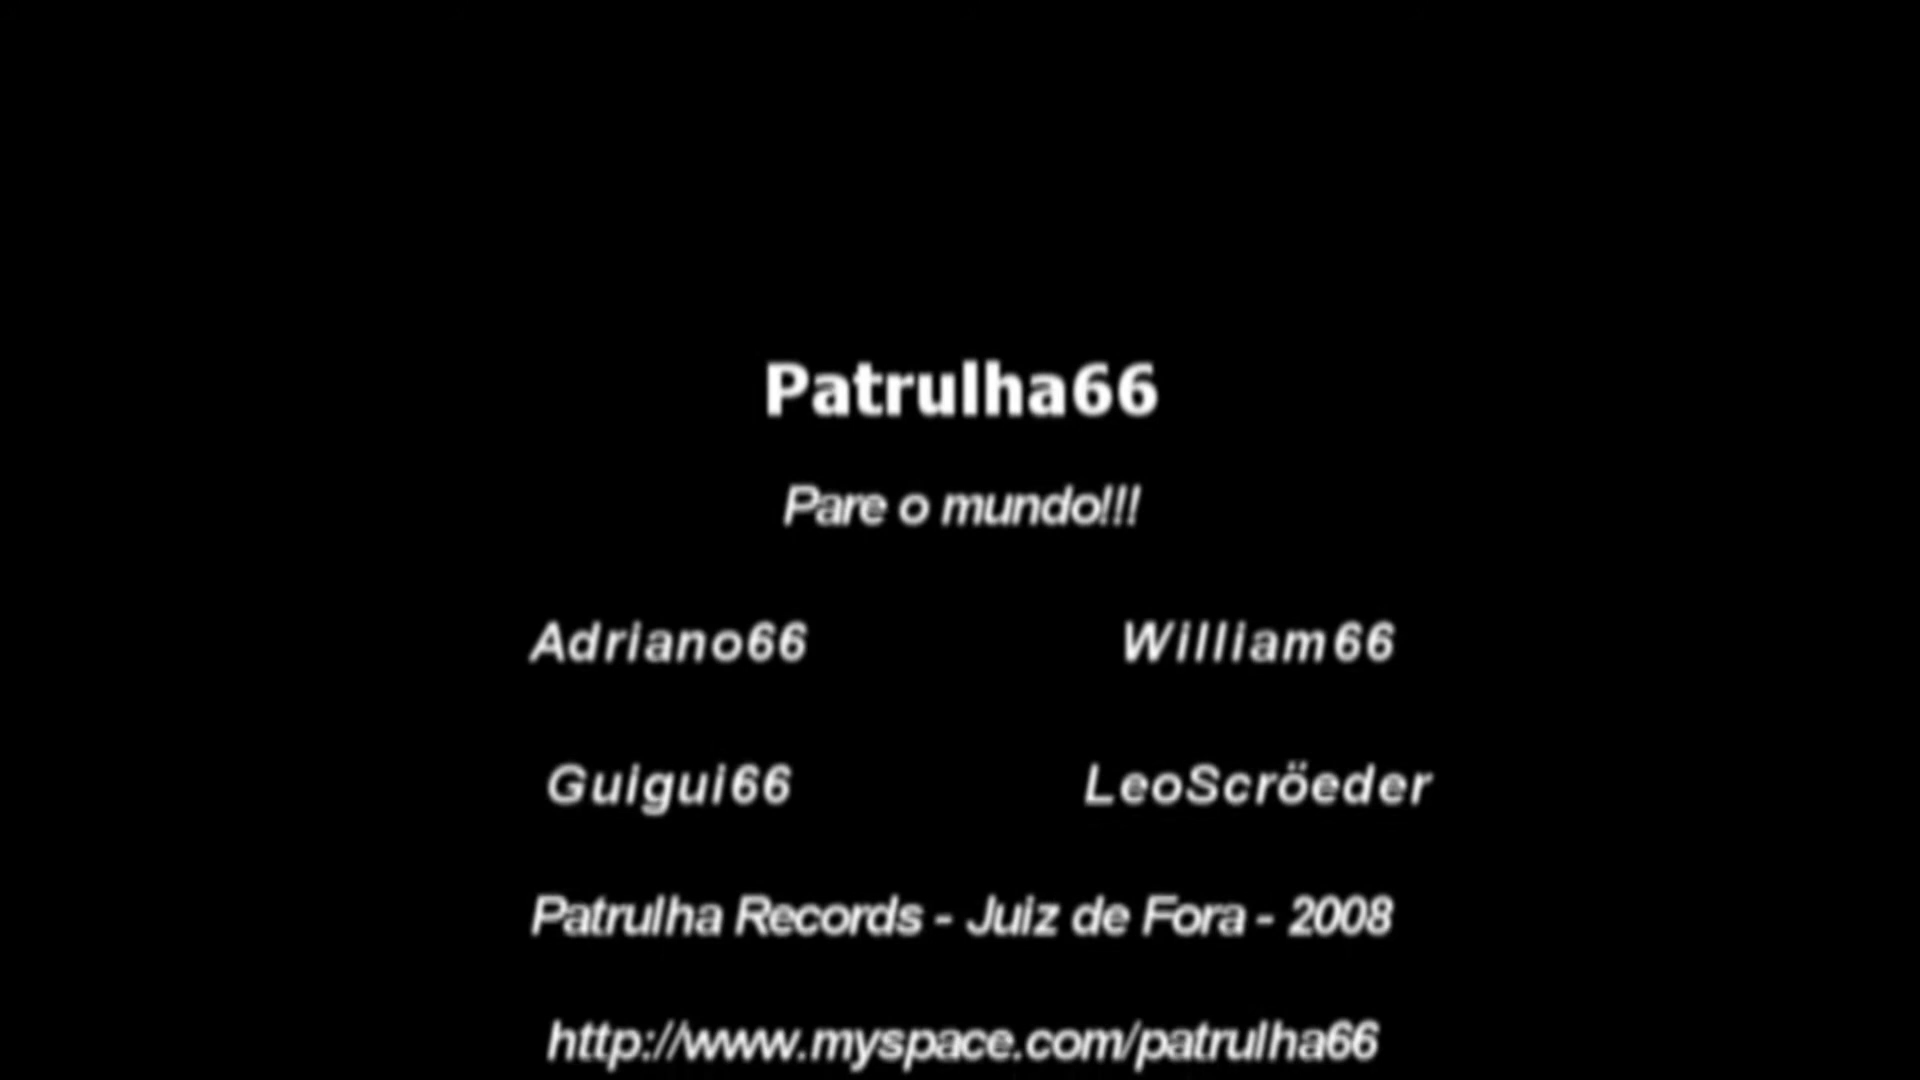 Patrulha66
Pare o mundo!!!
Adriano66 William66
Guigui66 LeoScröeder
Patrulha Records - Juiz de Fora - 2008
http://www.myspace.com/patrulha66